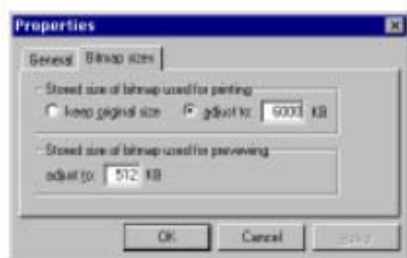 Properties
General Bitmap sizes
Stored size of bitmap used for printing
keep original size adjust to: 6000 KB
Stored size of bitmap used for previewing
adjust to: 512 KB
OK Cancel